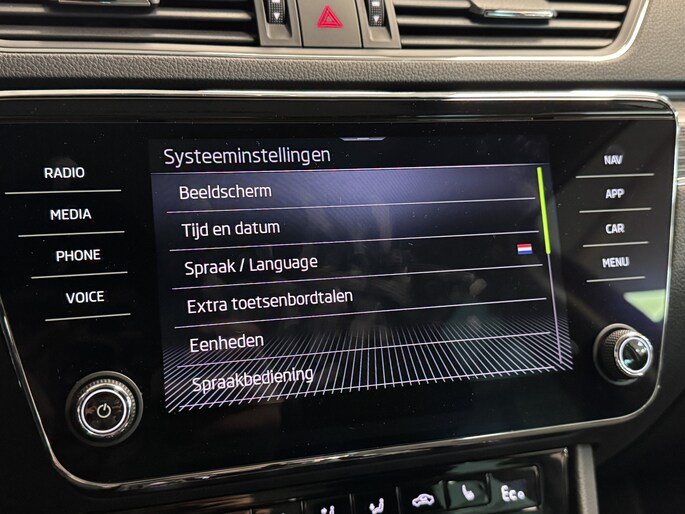 Systeeminstellingen
RADIO
MEDIA
PHONE
VOICE
Beeldscherm
Tijd en datum
Spraak / Language
Extra toetsenbordtalen
Eenheden
Spraakbediening
NAV
APP
CAR
MENU
Eco